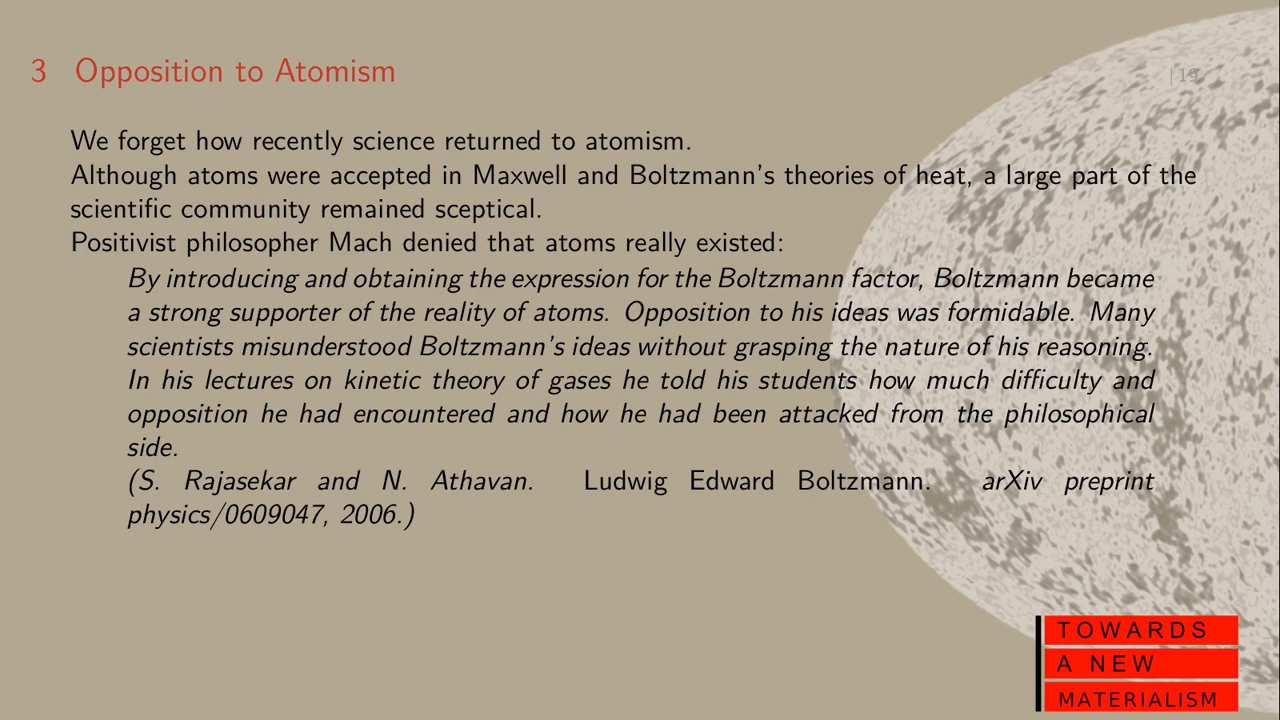 3 Opposition to Atomism
| 19
We forget how recently science returned to atomism.
Although atoms were accepted in Maxwell and Boltzmann's theories of heat, a large part of the
scientific community remained sceptical.
Positivist philosopher Mach denied that atoms really existed:
By introducing and obtaining the expression for the Boltzmann factor, Boltzmann became
a strong supporter of the reality of atoms. Opposition to his ideas was formidable. Many
scientists misunderstood Boltzmann's ideas without grasping the nature of his reasoning.
In his lectures on kinetic theory of gases he told his students how much difficulty and
opposition he had encountered and how he had been attacked from the philosophical
side.
(S. Rajasekar and N. Athavan. Ludwig Edward Boltzmann. arXiv preprint
physics/0609047, 2006.)
TOWARDS
A NEW
MATERIALISM